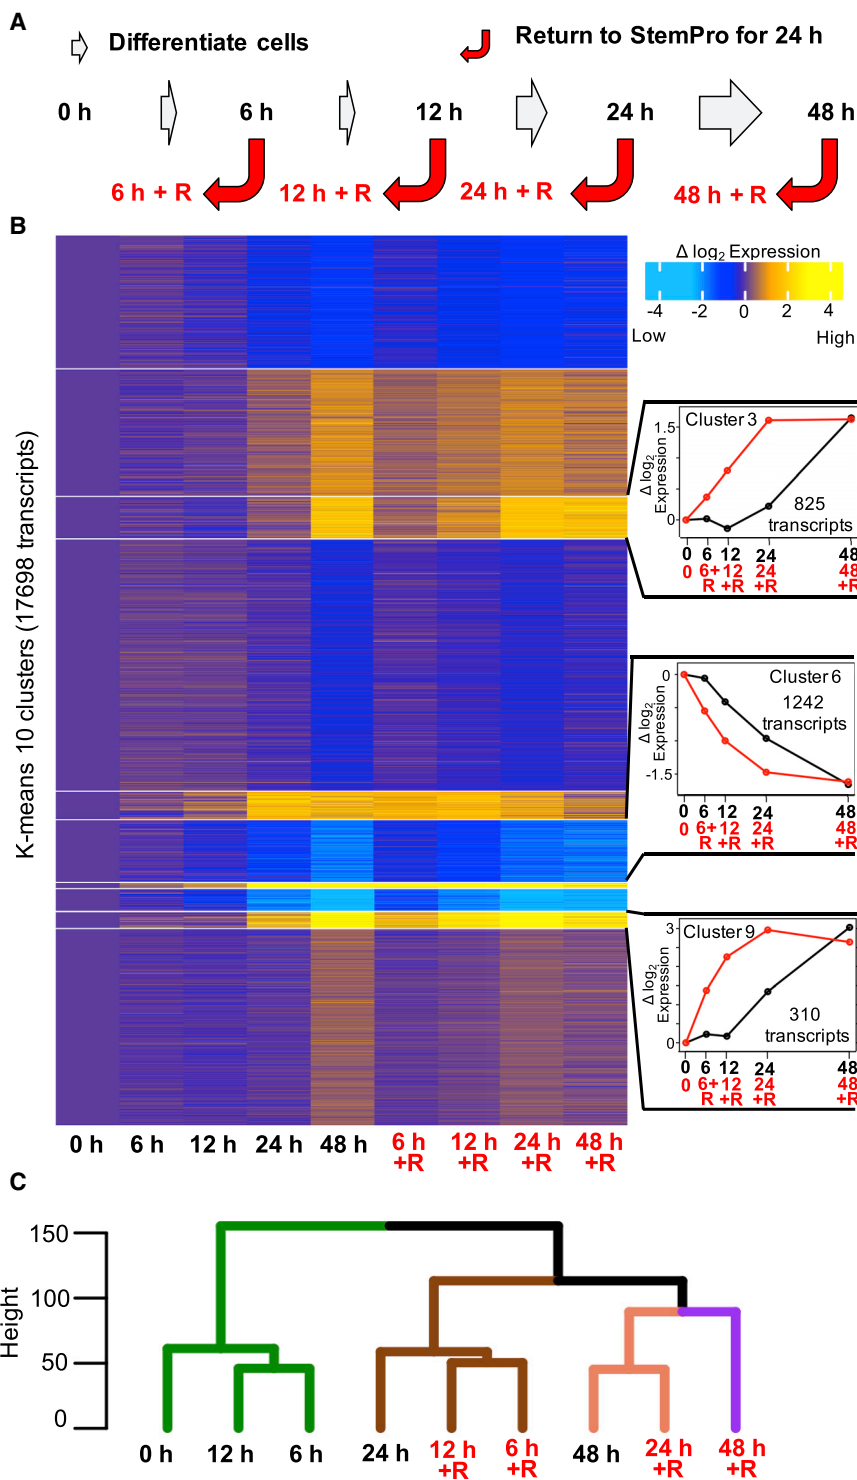 A
Differentiate cells
Return to StemPro for 24 h
0 h
6 h
12 h
24 h
48 h
6 h + R
12 h + R
24 h + R
48 h + R
B
Δ log2 Expression
-4 -2 0 2 4
Low
High
K-means 10 clusters (17698 transcripts)
Cluster 3
Δ log2
Expression
1.5
0
825
transcripts
0 6 12 24 48
0 6+ 12 24 48
R +R +R +R
Cluster 6
Δ log2
Expression
0
-1.5
1242
transcripts
0 6 12 24 48
0 6+ 12 24 48
R +R +R +R
Cluster 9
Δ log2
Expression
3
0
310
transcripts
0 6 12 24 48
0 6+ 12 24 48
R +R +R +R
0 h 6 h 12 h 24 h 48 h 6 h 12 h 24 h 48 h
+R +R +R +R
C
Height
150
100
50
0
0 h 12 h 6 h 24 h 12 h 6 h 48 h 24 h 48 h
+R +R +R +R